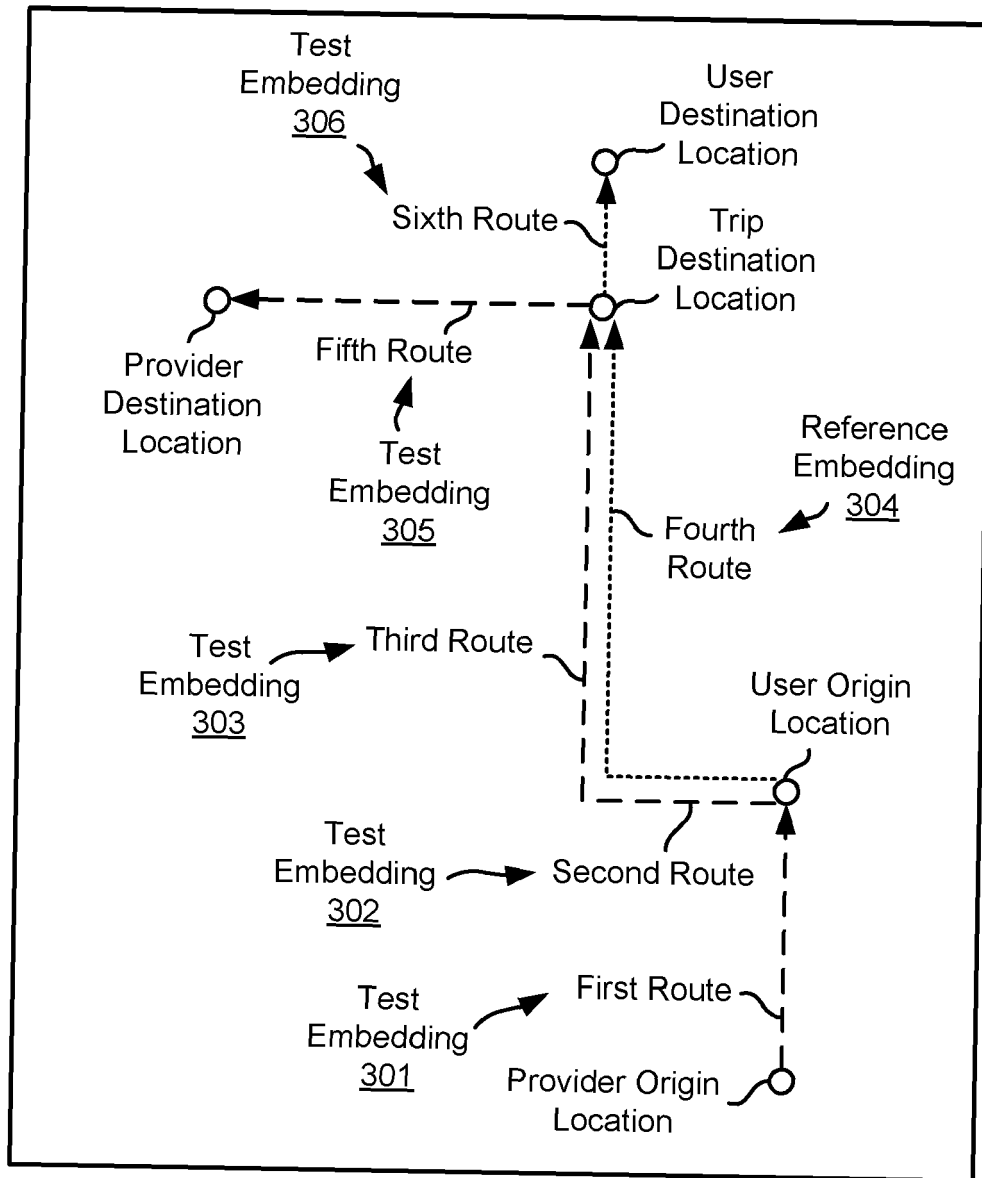 Test
Embedding
306
User
Destination
Location
Sixth Route
Trip
Destination
Location
Provider
Destination
Location
Fifth Route
Test
Embedding
305
Reference
Embedding
304
Fourth
Route
Test
Embedding
303
Third Route
User Origin
Location
Test
Embedding
302
Second Route
Test
Embedding
301
First Route
Provider Origin
Location